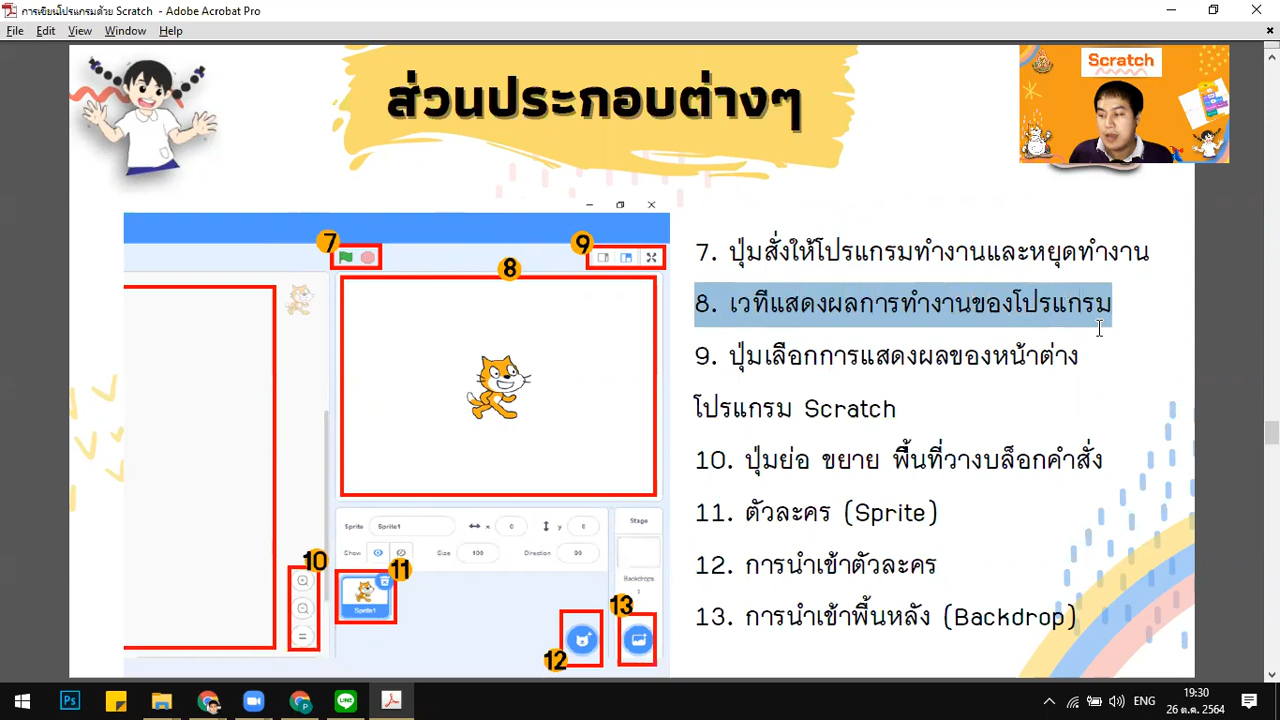 การเขียนโปรแกรมด้วย Scratch - Adobe Acrobat Pro
File Edit View Window Help
Scratch
ส่วนประกอบต่างๆ
7
8
9
7. ปุ่มสั่งให้โปรแกรมทำงานและหยุดทำงาน
8. เวทีแสดงผลการทำงานของโปรแกรม
9. ปุ่มเลือกการแสดงผลของหน้าต่าง
โปรแกรม Scratch
10. ปุ่มย่อ ขยาย พื้นที่วางบล็อกคำสั่ง
11. ตัวละคร (Sprite)
12. การนำเข้าตัวละคร
13. การนำเข้าพื้นหลัง (Backdrop)
Sprite Sprite1 x 0 y 0
Show Size 100 Direction 90
Stage
Backdrops
1
10
11
Sprite1
12
13
ENG
19:30
26 ต.ค. 2564